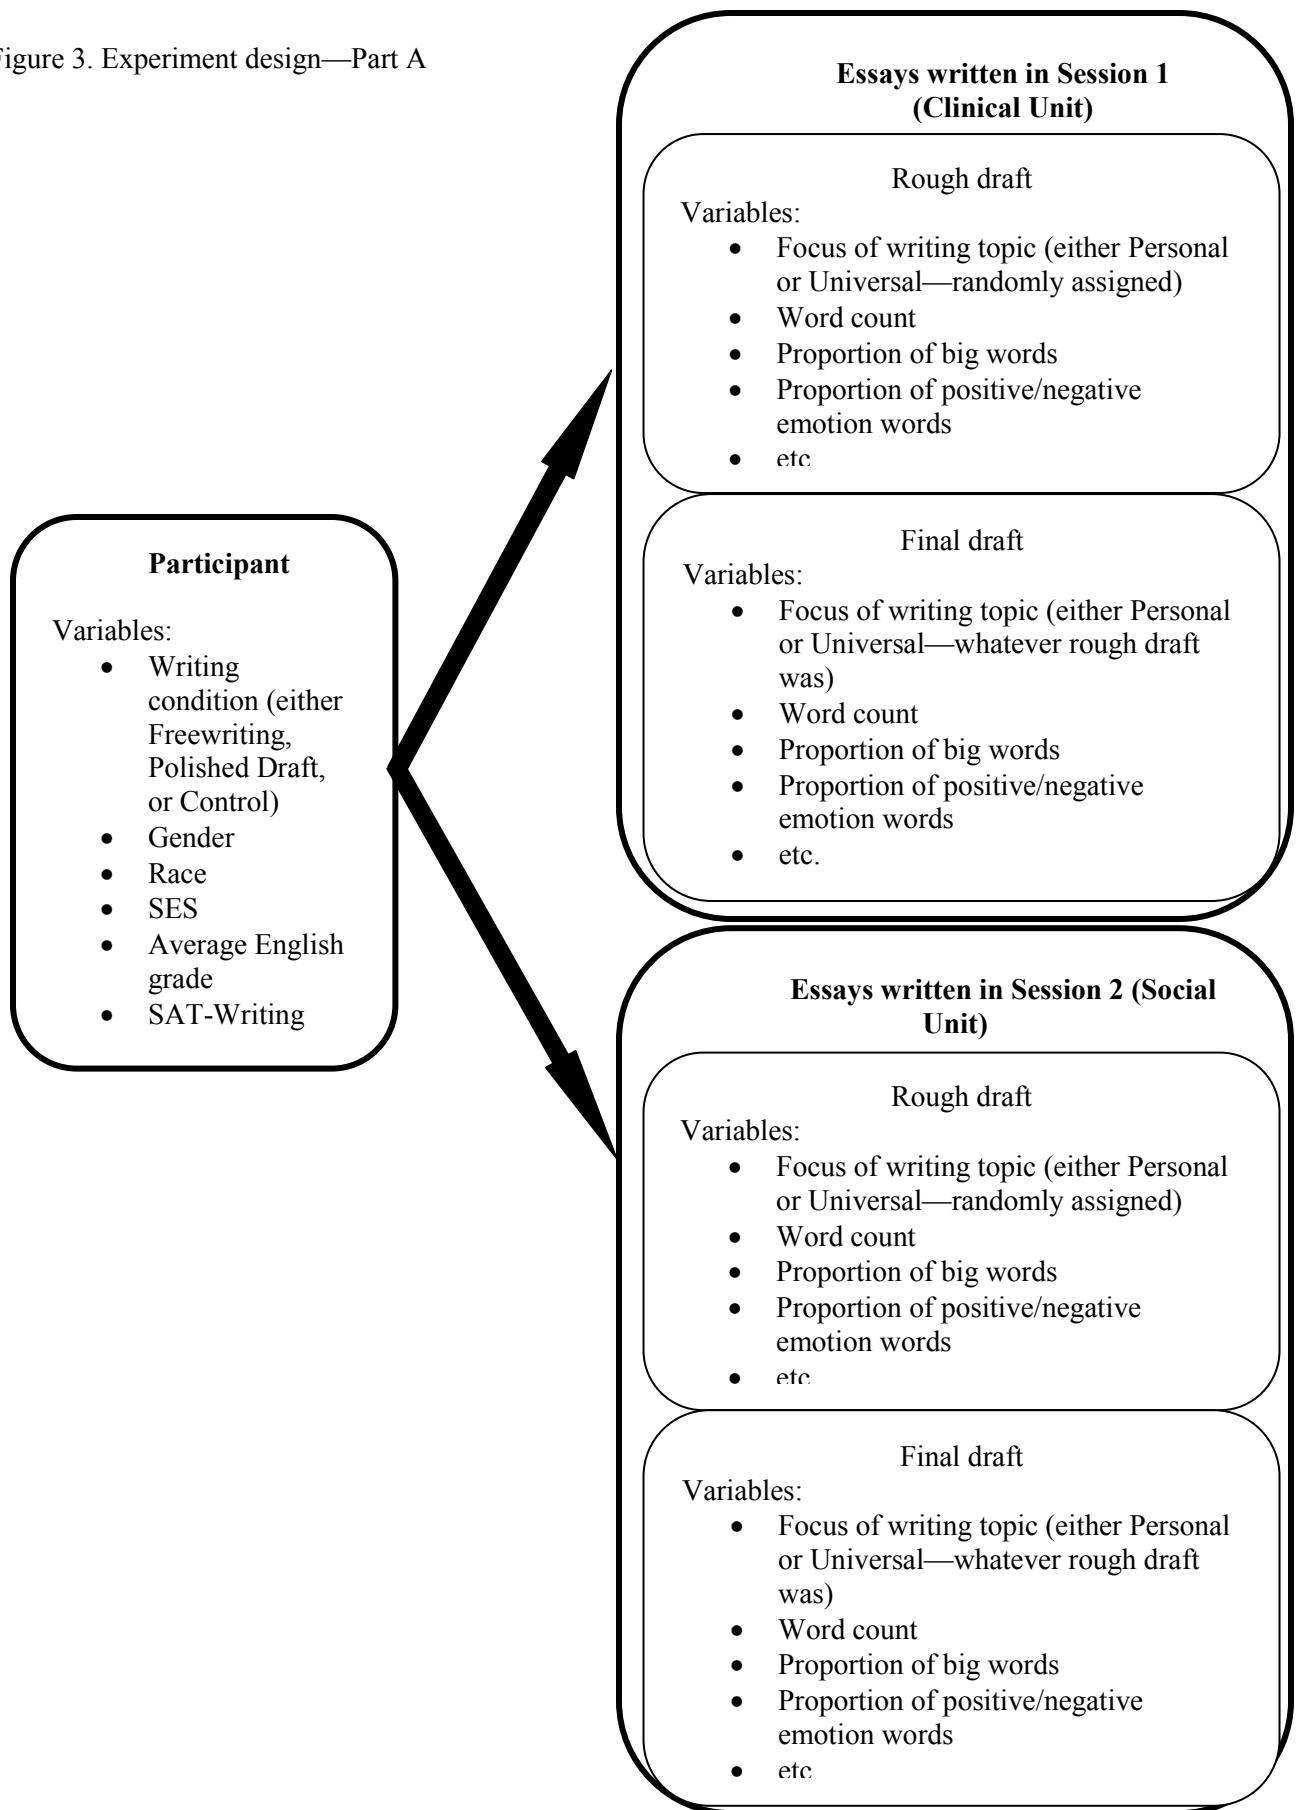 igure 3. Experiment design—Part A
Essays written in Session 1
(Clinical Unit)
Rough draft
Variables:
• Focus of writing topic (either Personal
or Universal—randomly assigned)
• Word count
• Proportion of big words
• Proportion of positive/negative
emotion words
• etc
Final draft
Variables:
• Focus of writing topic (either Personal
or Universal—whatever rough draft
was)
• Word count
• Proportion of big words
• Proportion of positive/negative
emotion words
• etc.
Participant
Variables:
• Writing
condition (either
Freewriting,
Polished Draft,
or Control)
• Gender
• Race
• SES
• Average English
grade
• SAT-Writing
Essays written in Session 2 (Social
Unit)
Rough draft
Variables:
• Focus of writing topic (either Personal
or Universal—randomly assigned)
• Word count
• Proportion of big words
• Proportion of positive/negative
emotion words
• etc
Final draft
Variables:
• Focus of writing topic (either Personal
or Universal—whatever rough draft
was)
• Word count
• Proportion of big words
• Proportion of positive/negative
emotion words
• etc